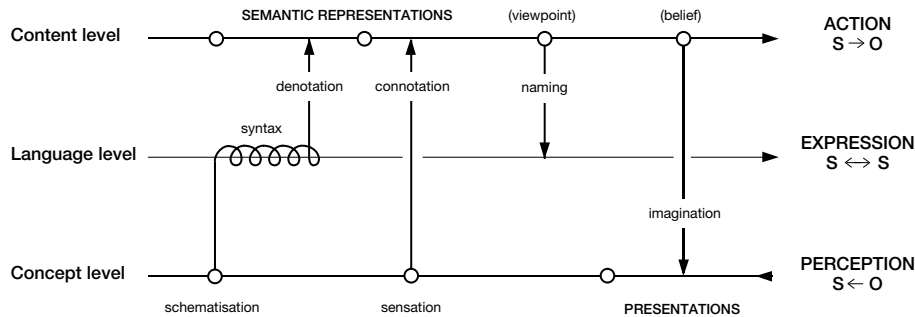 SEMANTIC REPRESENTATIONS (viewpoint) (belief) ACTION
Content level S → O
denotation connotation naming
syntax
Language level EXPRESSION
S ↔ S
imagination
Concept level PERCEPTION
S ← O
schematisation sensation PRESENTATIONS